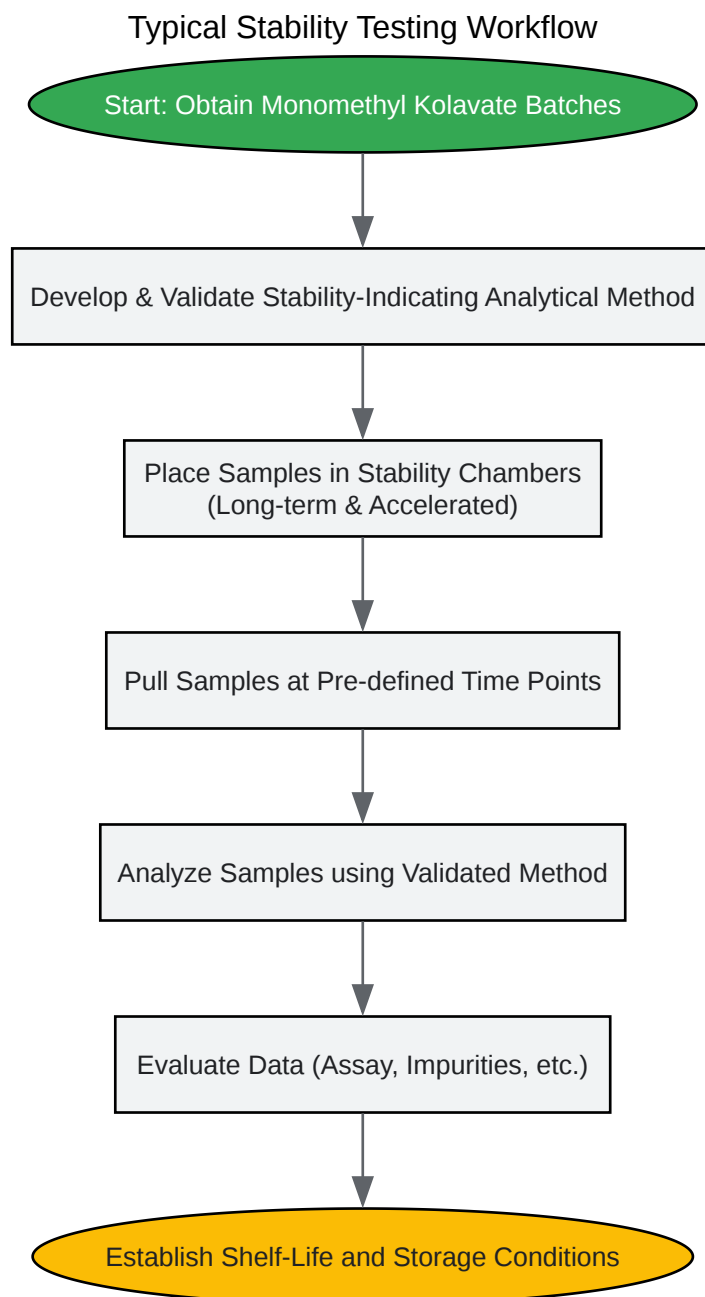 Typical Stability Testing Workflow
Start: Obtain Monomethyl Kolavate Batches
Develop & Validate Stability-Indicating Analytical Method
Place Samples in Stability Chambers
(Long-term & Accelerated)
Pull Samples at Pre-defined Time Points
Analyze Samples using Validated Method
Evaluate Data (Assay, Impurities, etc.)
Establish Shelf-Life and Storage Conditions